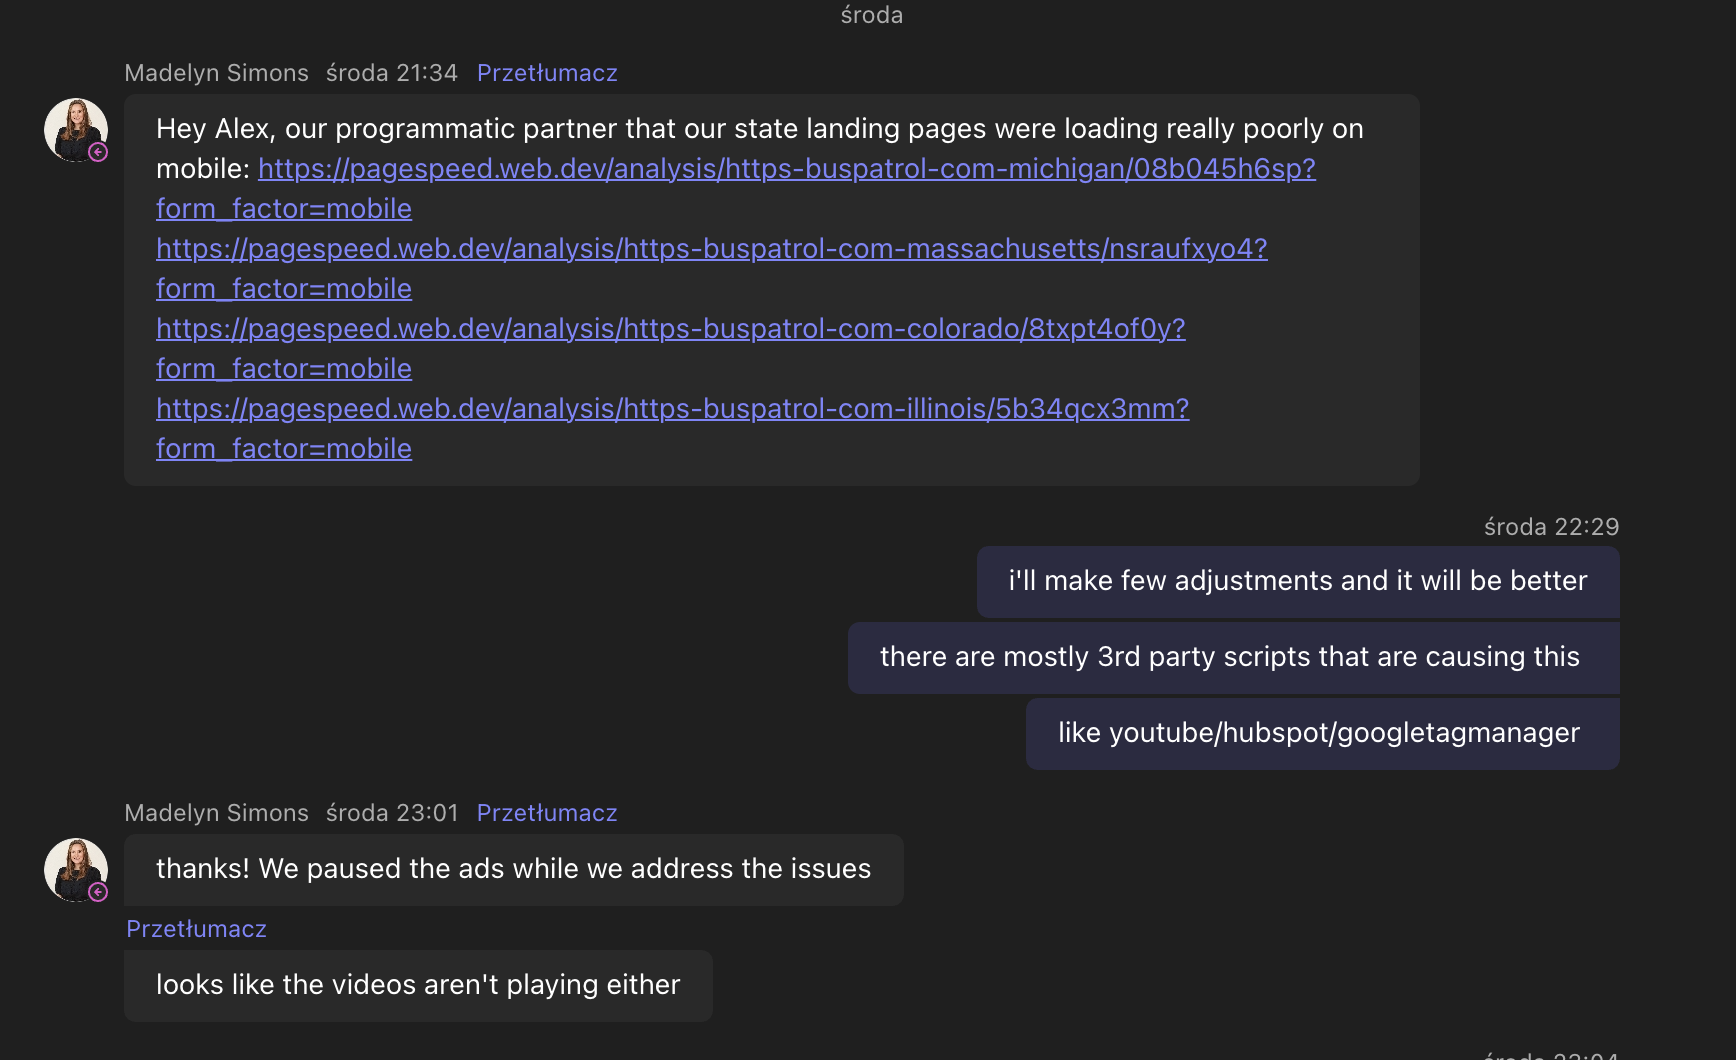 środa
Madelyn Simons środa 21:34 Przetłumacz
Hey Alex, our programmatic partner that our state landing pages were loading really poorly on
mobile: https://pagespeed.web.dev/analysis/https-buspatrol-com-michigan/08b045h6sp?
form_factor=mobile
https://pagespeed.web.dev/analysis/https-buspatrol-com-massachusetts/nsraufxyo4?
form_factor=mobile
https://pagespeed.web.dev/analysis/https-buspatrol-com-colorado/8txpt4of0y?
form_factor=mobile
https://pagespeed.web.dev/analysis/https-buspatrol-com-illinois/5b34qcx3mm?
form_factor=mobile
środa 22:29
i'll make few adjustments and it will be better
there are mostly 3rd party scripts that are causing this
like youtube/hubspot/googletagmanager
Madelyn Simons środa 23:01 Przetłumacz
thanks! We paused the ads while we address the issues
Przetłumacz
looks like the videos aren't playing either
środa 23:04